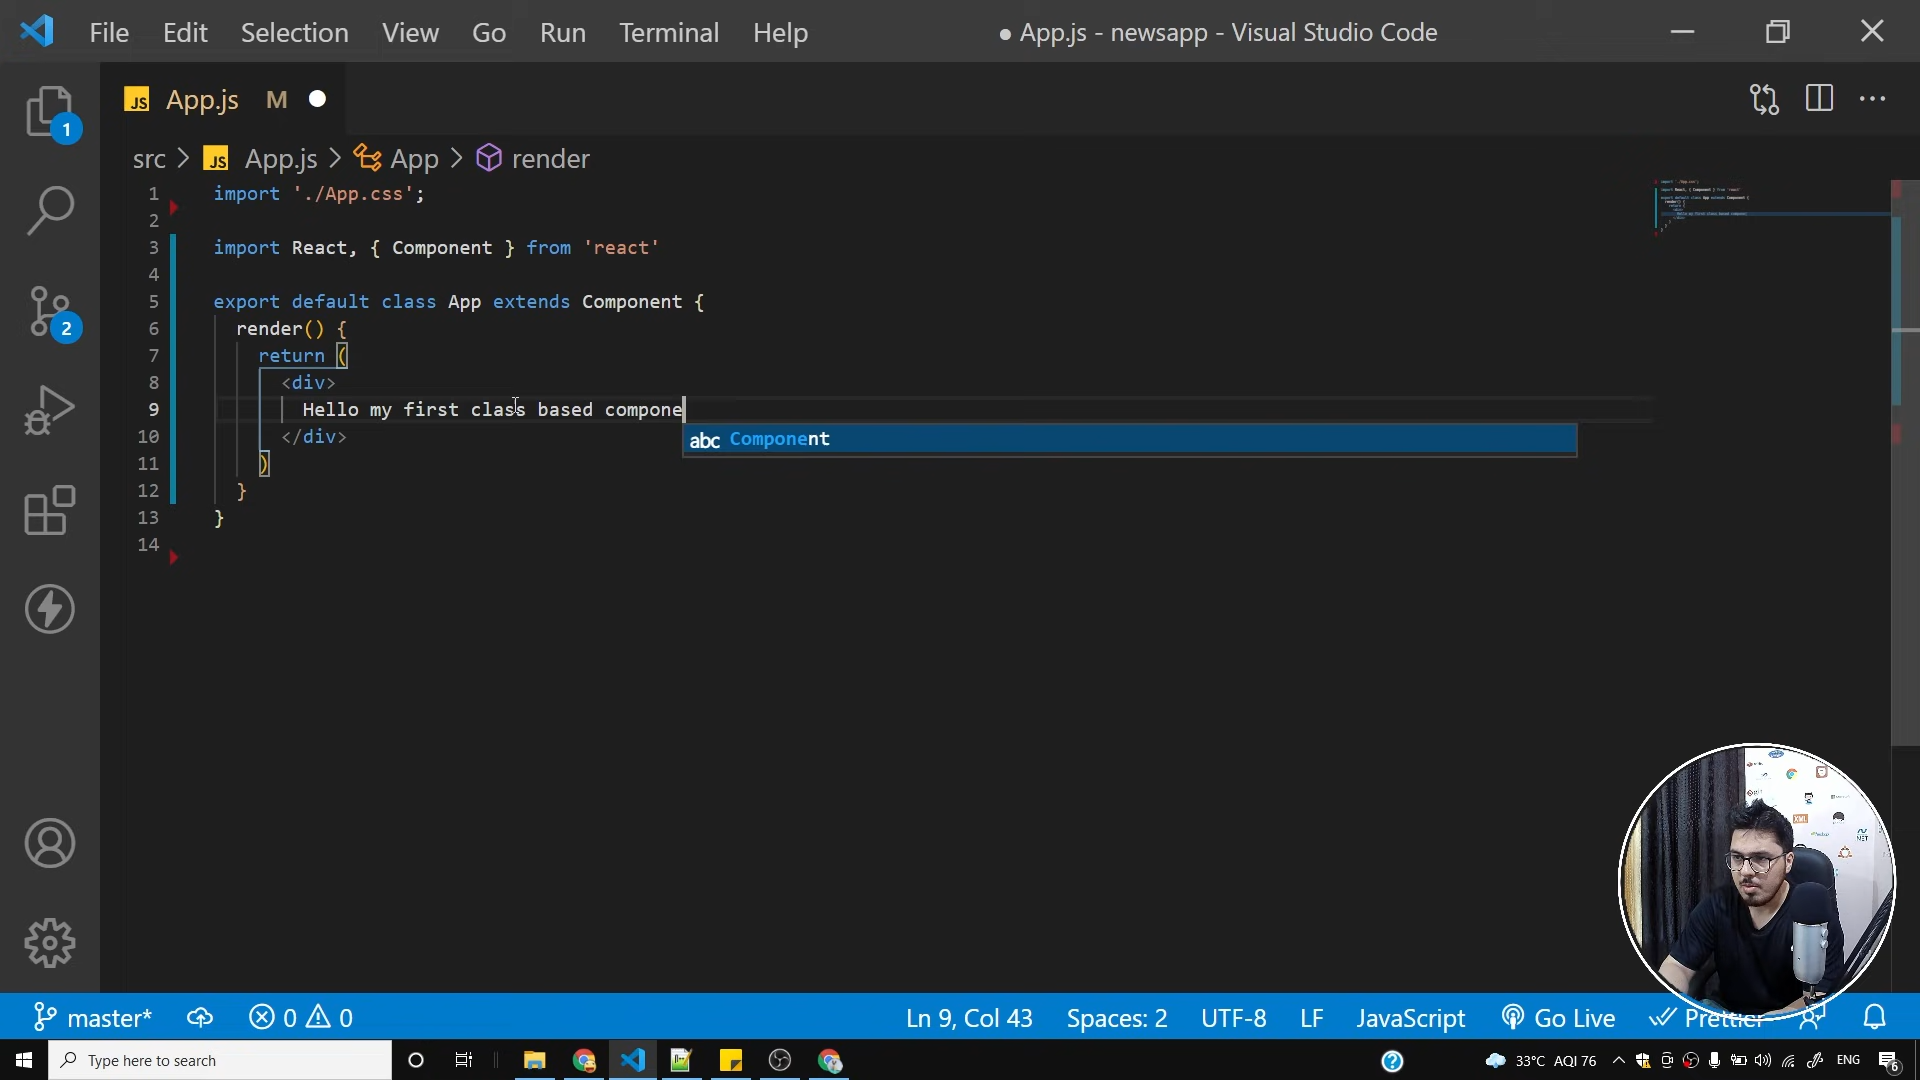 File Edit Selection View Go Run Terminal Help ● App.js - newsapp - Visual Studio Code
JS App.js M
1
src > JS App.js > App > render
1 import './App.css';
2
3 import React, { Component } from 'react'
4
5 export default class App extends Component {
6 render() {
7 return (
8 <div>
9 Hello my first class based compone
abc Component
10 </div>
11 )
12 }
13 }
14
2
master* 0 0 Ln 9, Col 43 Spaces: 2 UTF-8 LF JavaScript Go Live Prettier
Type here to search 33°C AQI 76 ENG 6